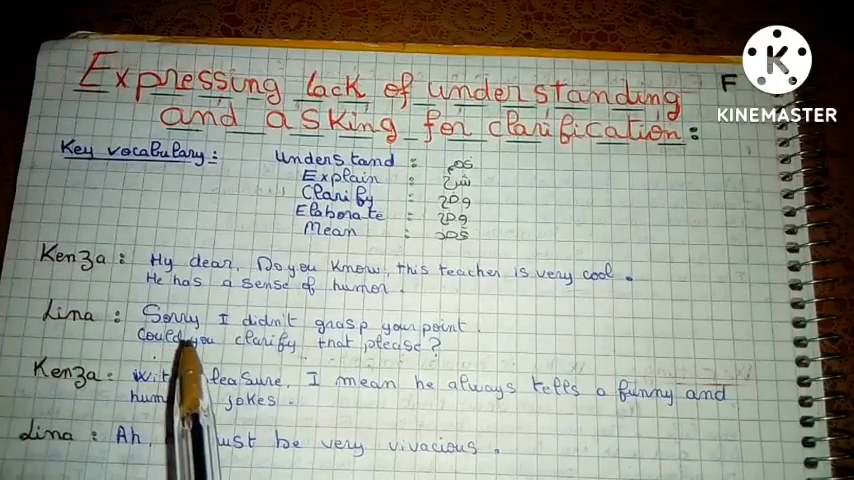 Expressing lack of understanding
and asking for clarification:
F
K
KINEMASTER
Key vocabulary:
Understand : فهم
Explain : شرح
Clarify : وضح
Elaborate : وضح
Mean : قصد
Kenza: Hy dear, Do you know, this teacher is very cool.
He has a sense of humor.
Lina: Sorry I didn't grasp your point.
Could you clarify that please?
Kenza: pleasure, I mean he always tells a funny and
jokes.
Lina: Ah, must be very vivacious.